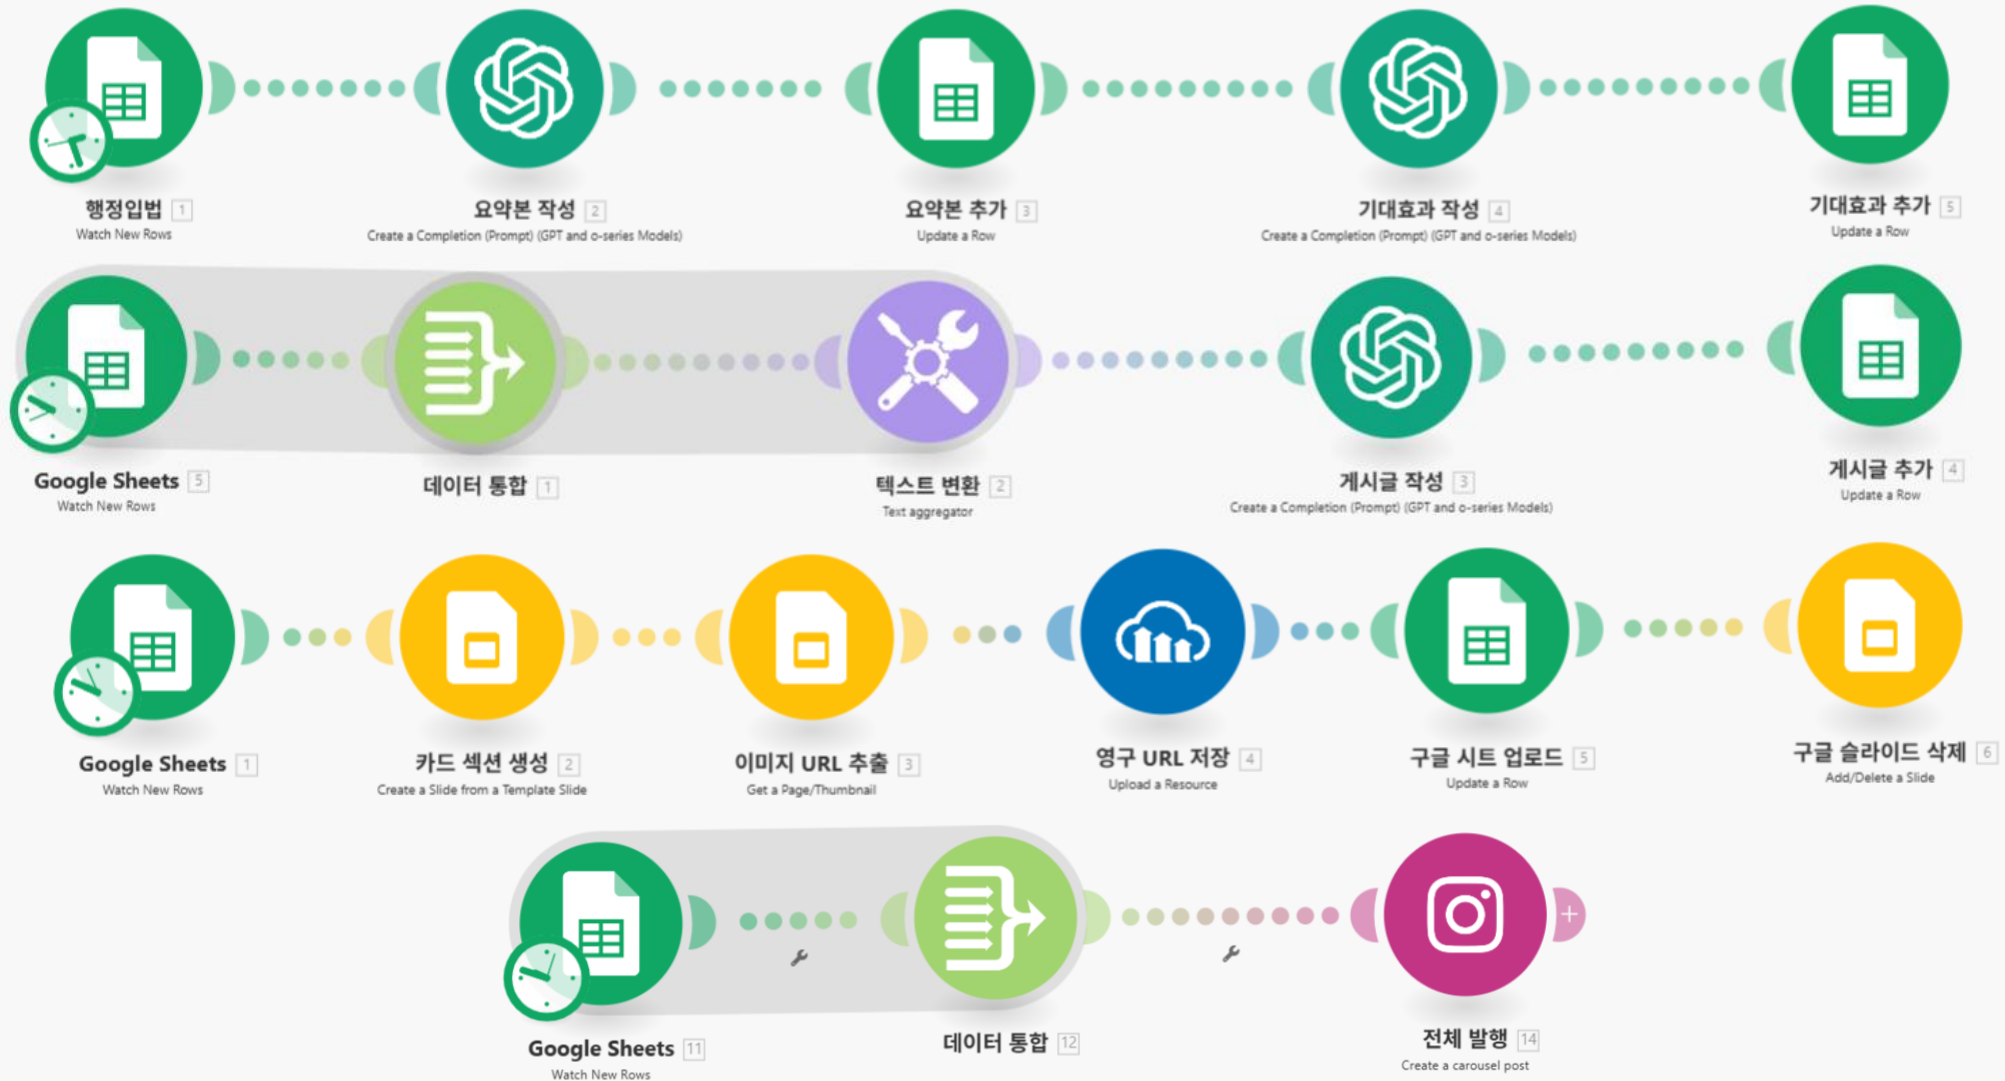 행정입법 1
Watch New Rows
요약본 작성 2
Create a Completion (Prompt) (GPT and o-series Models)
요약본 추가 3
Update a Row
기대효과 작성 4
Create a Completion (Prompt) (GPT and o-series Models)
기대효과 추가 5
Update a Row
Google Sheets 5
Watch New Rows
데이터 통합 1
텍스트 변환 2
Text aggregator
게시글 작성 3
Create a Completion (Prompt) (GPT and o-series Models)
게시글 추가 4
Update a Row
Google Sheets 1
Watch New Rows
카드 섹션 생성 2
Create a Slide from a Template Slide
이미지 URL 추출 3
Get a Page/Thumbnail
영구 URL 저장 4
Upload a Resource
구글 시트 업로드 5
Update a Row
구글 슬라이드 삭제 6
Add/Delete a Slide
Google Sheets 11
Watch New Rows
데이터 통합 12
전체 발행 14
Create a carousel post